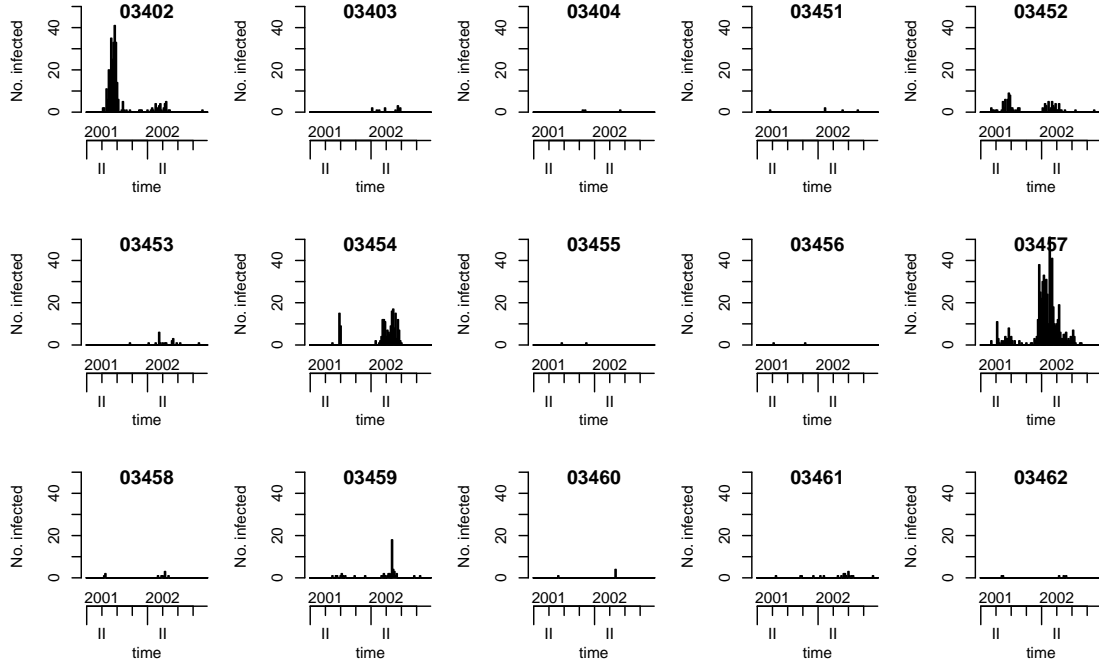 03402 03403 03404 03451 03452
No. infected No. infected No. infected No. infected No. infected
0 20 40 0 20 40 0 20 40 0 20 40 0 20 40
2001 2002 2001 2002 2001 2002 2001 2002 2001 2002
II II II II II II II II II II
time time time time time
03453 03454 03455 03456 03457
No. infected No. infected No. infected No. infected No. infected
0 20 40 0 20 40 0 20 40 0 20 40 0 20 40
2001 2002 2001 2002 2001 2002 2001 2002 2001 2002
II II II II II II II II II II
time time time time time
03458 03459 03460 03461 03462
No. infected No. infected No. infected No. infected No. infected
0 20 40 0 20 40 0 20 40 0 20 40 0 20 40
2001 2002 2001 2002 2001 2002 2001 2002 2001 2002
II II II II II II II II II II
time time time time time